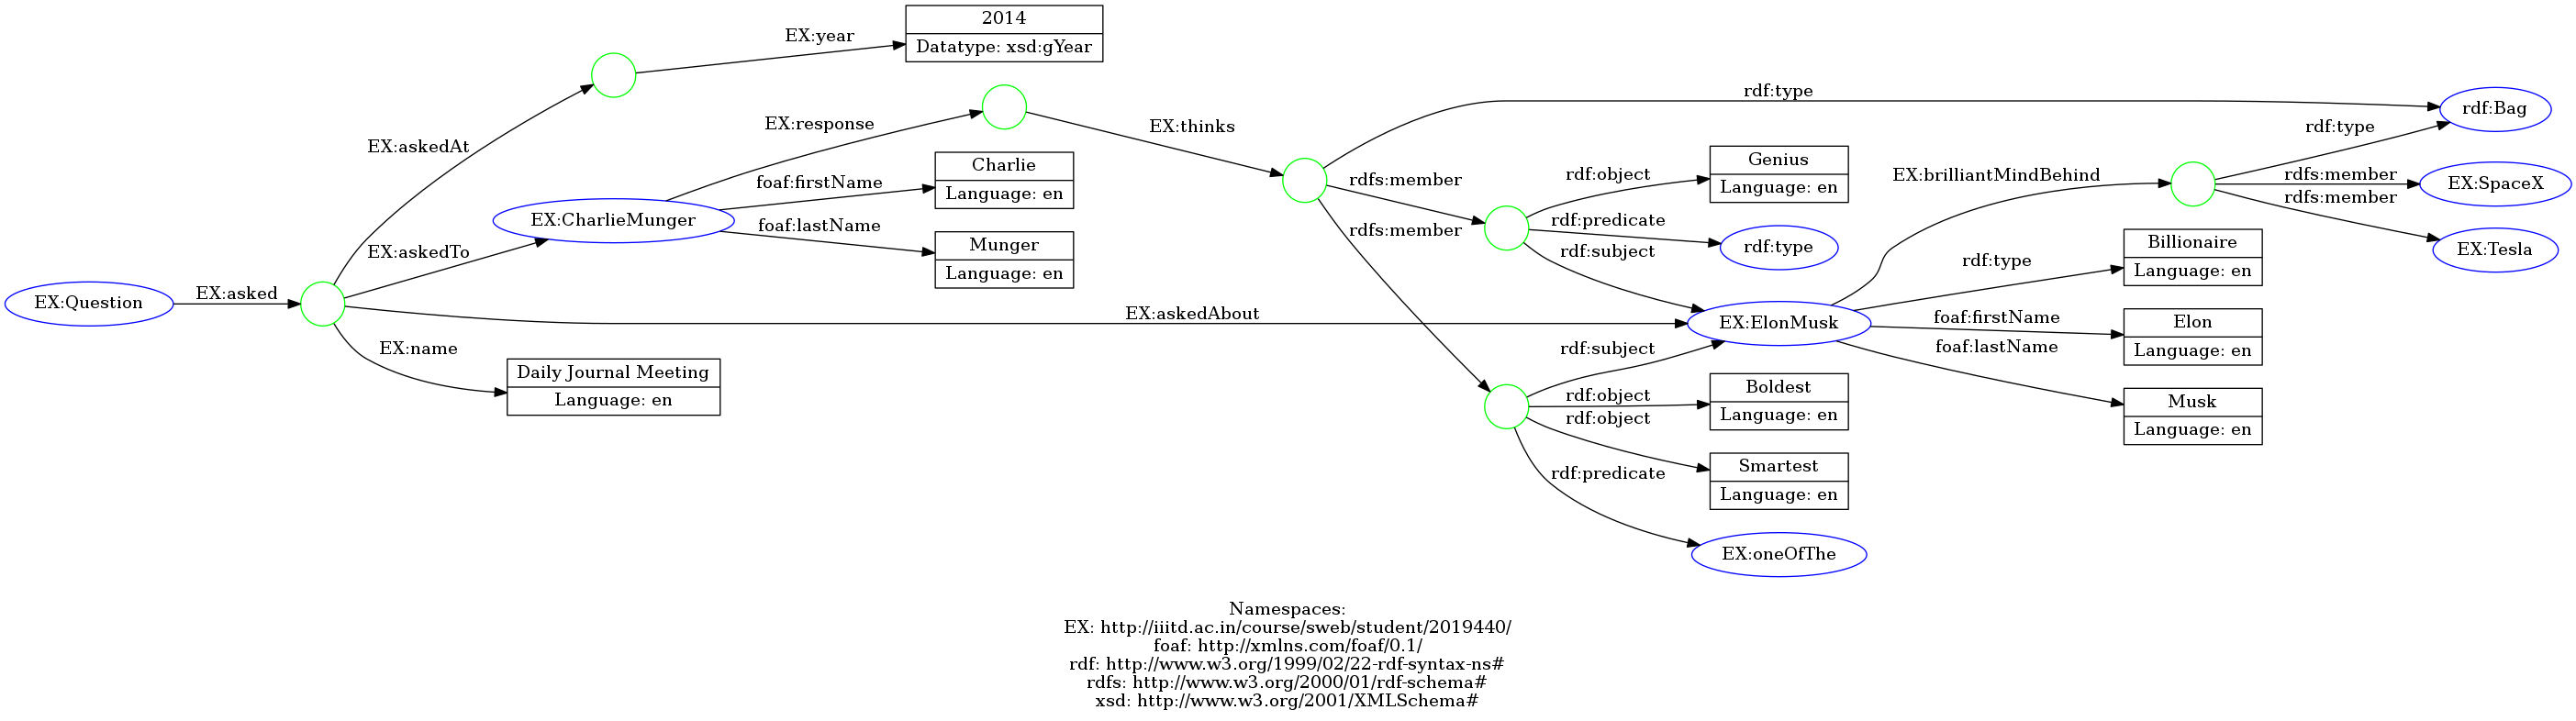 2014
Datatype: xsd:gYear
EX:year
rdf:type
rdf:Bag
EX:response
EX:thinks
rdf:type
EX:askedAt
Charlie
Language: en
Genius
Language: en
rdf:object
EX:brilliantMindBehind
rdfs:member
EX:SpaceX
foaf:firstName
rdfs:member
rdfs:member
EX:CharlieMunger
foaf:lastName
rdfs:member
rdf:predicate
rdf:type
EX:Tesla
EX:askedTo
Munger
Language: en
rdf:subject
rdf:type
Billionaire
Language: en
EX:Question
EX:asked
EX:askedAbout
EX:ElonMusk
foaf:firstName
Elon
Language: en
EX:name
rdf:subject
foaf:lastName
Daily Journal Meeting
Language: en
rdf:object
Boldest
Language: en
Musk
Language: en
rdf:object
rdf:predicate
Smartest
Language: en
EX:oneOfThe
Namespaces:
EX: http://iiitd.ac.in/course/sweb/student/2019440/
foaf: http://xmlns.com/foaf/0.1/
rdf: http://www.w3.org/1999/02/22-rdf-syntax-ns#
rdfs: http://www.w3.org/2000/01/rdf-schema#
xsd: http://www.w3.org/2001/XMLSchema#